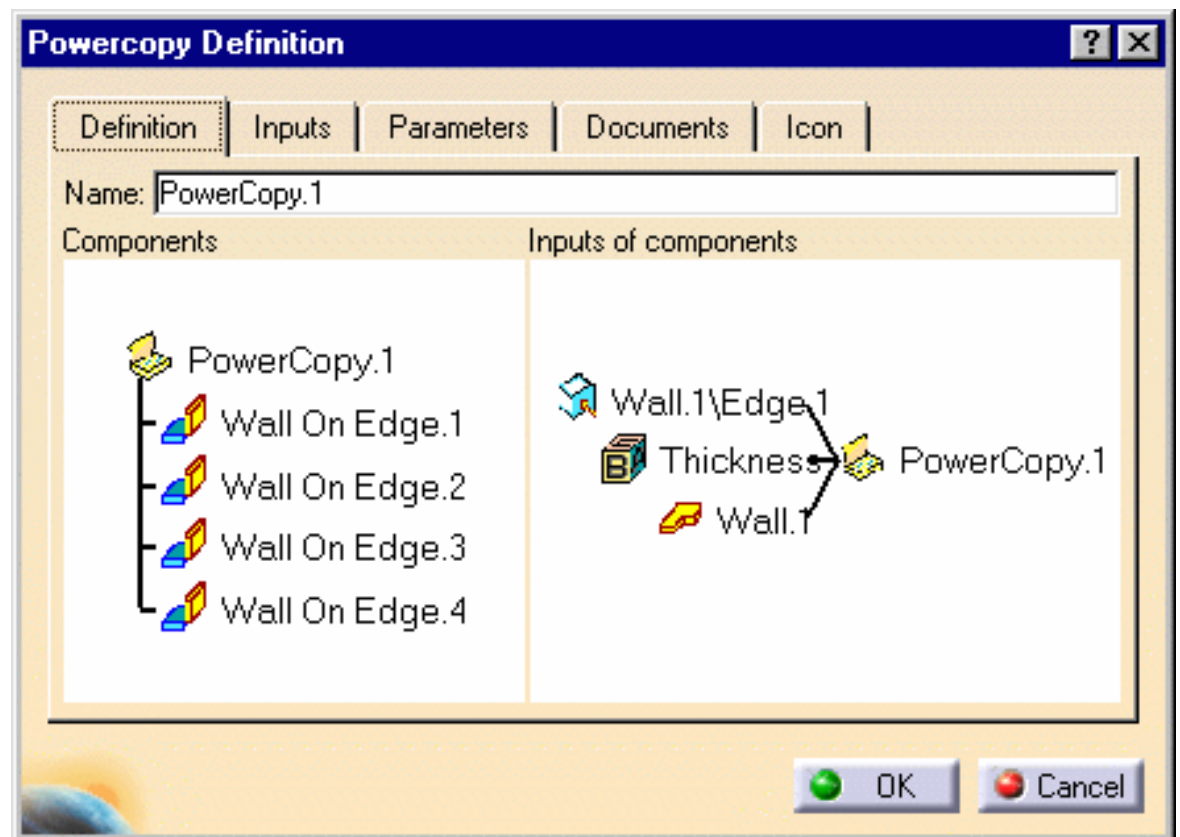 Powercopy Definition
Definition Inputs Parameters Documents Icon
Name: PowerCopy.1
Components
PowerCopy.1
Wall On Edge.1
Wall On Edge.2
Wall On Edge.3
Wall On Edge.4
Inputs of components
Wall.1\Edge.1
Thickness
Wall.1
PowerCopy.1
OK Cancel